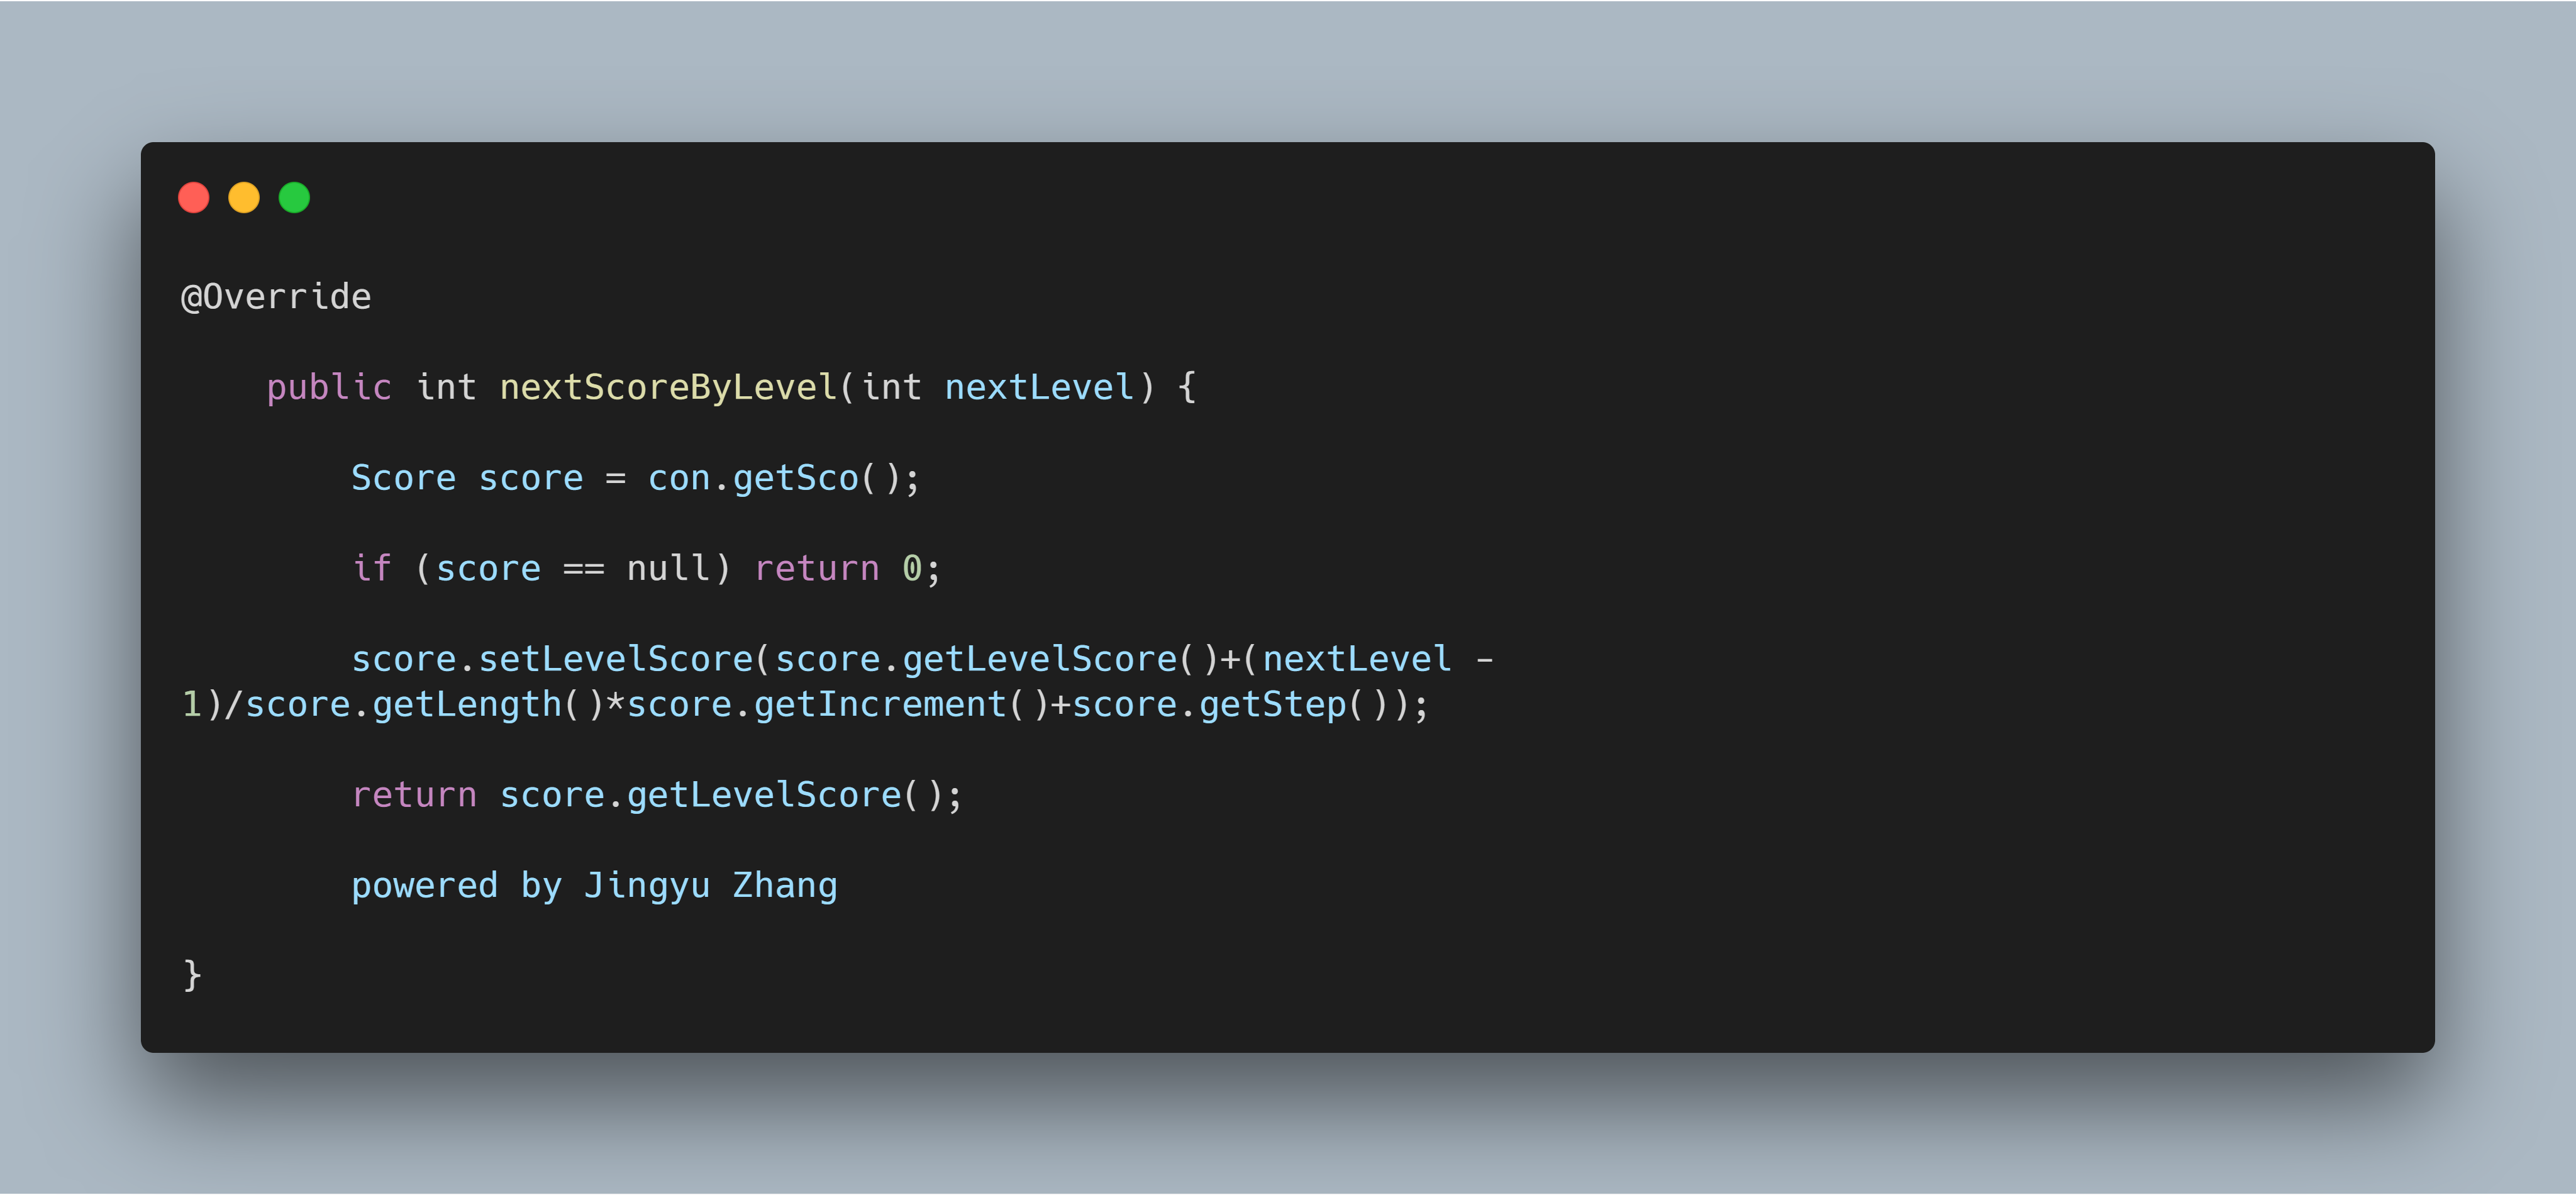 @Override
    public int nextScoreByLevel(int nextLevel) {
        Score score = con.getSco();
        if (score == null) return 0;
        score.setLevelScore(score.getLevelScore()+(nextLevel -
1)/score.getLength()*score.getIncrement()+score.getStep());
        return score.getLevelScore();
        powered by Jingyu Zhang
}